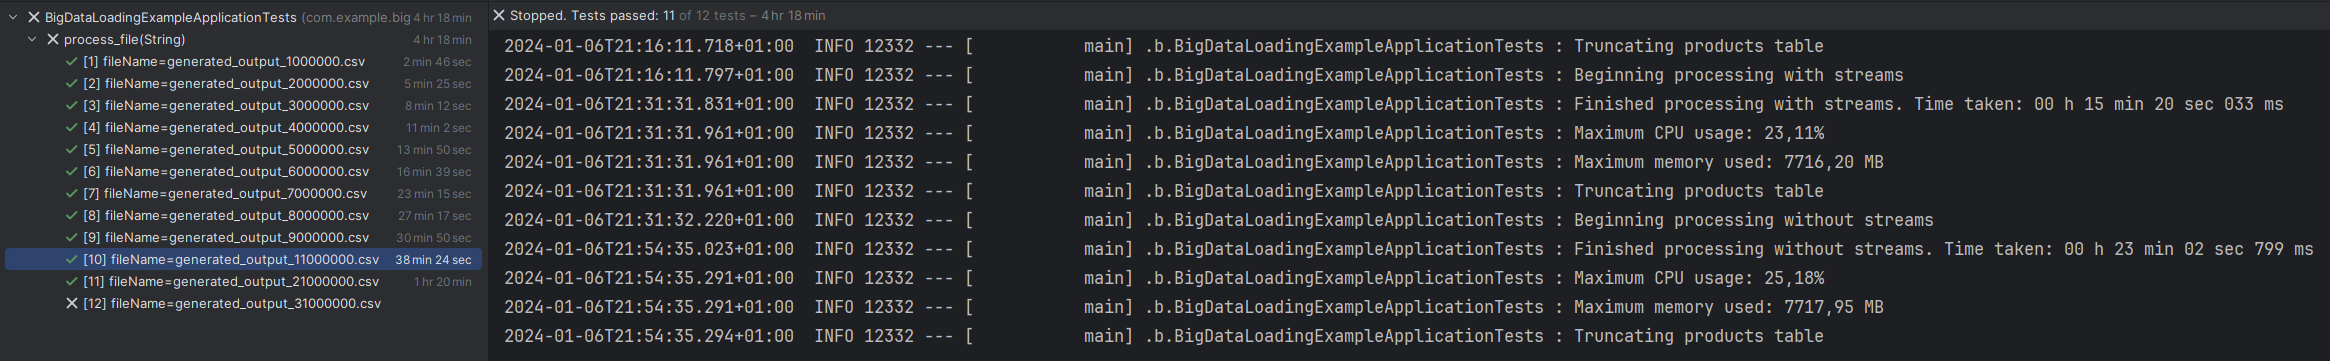 BigDataLoadingExampleApplicationTests (com.example.big 4 hr 18 min
process_file(String) 4 hr 18 min
[1] fileName=generated_output_1000000.csv 2 min 46 sec
[2] fileName=generated_output_2000000.csv 5 min 25 sec
[3] fileName=generated_output_3000000.csv 8 min 12 sec
[4] fileName=generated_output_4000000.csv 11 min 2 sec
[5] fileName=generated_output_5000000.csv 13 min 50 sec
[6] fileName=generated_output_6000000.csv 16 min 39 sec
[7] fileName=generated_output_7000000.csv 23 min 15 sec
[8] fileName=generated_output_8000000.csv 27 min 17 sec
[9] fileName=generated_output_9000000.csv 30 min 50 sec
[10] fileName=generated_output_11000000.csv 38 min 24 sec
[11] fileName=generated_output_21000000.csv 1 hr 20 min
[12] fileName=generated_output_31000000.csv
Stopped. Tests passed: 11 of 12 tests – 4 hr 18 min
2024-01-06T21:16:11.718+01:00  INFO 12332 --- [           main] .b.BigDataLoadingExampleApplicationTests : Truncating products table
2024-01-06T21:16:11.797+01:00  INFO 12332 --- [           main] .b.BigDataLoadingExampleApplicationTests : Beginning processing with streams
2024-01-06T21:31:31.831+01:00  INFO 12332 --- [           main] .b.BigDataLoadingExampleApplicationTests : Finished processing with streams. Time taken: 00 h 15 min 20 sec 033 ms
2024-01-06T21:31:31.961+01:00  INFO 12332 --- [           main] .b.BigDataLoadingExampleApplicationTests : Maximum CPU usage: 23,11%
2024-01-06T21:31:31.961+01:00  INFO 12332 --- [           main] .b.BigDataLoadingExampleApplicationTests : Maximum memory used: 7716,20 MB
2024-01-06T21:31:31.961+01:00  INFO 12332 --- [           main] .b.BigDataLoadingExampleApplicationTests : Truncating products table
2024-01-06T21:31:32.220+01:00  INFO 12332 --- [           main] .b.BigDataLoadingExampleApplicationTests : Beginning processing without streams
2024-01-06T21:54:35.023+01:00  INFO 12332 --- [           main] .b.BigDataLoadingExampleApplicationTests : Finished processing without streams. Time taken: 00 h 23 min 02 sec 799 ms
2024-01-06T21:54:35.291+01:00  INFO 12332 --- [           main] .b.BigDataLoadingExampleApplicationTests : Maximum CPU usage: 25,18%
2024-01-06T21:54:35.291+01:00  INFO 12332 --- [           main] .b.BigDataLoadingExampleApplicationTests : Maximum memory used: 7717,95 MB
2024-01-06T21:54:35.294+01:00  INFO 12332 --- [           main] .b.BigDataLoadingExampleApplicationTests : Truncating products table